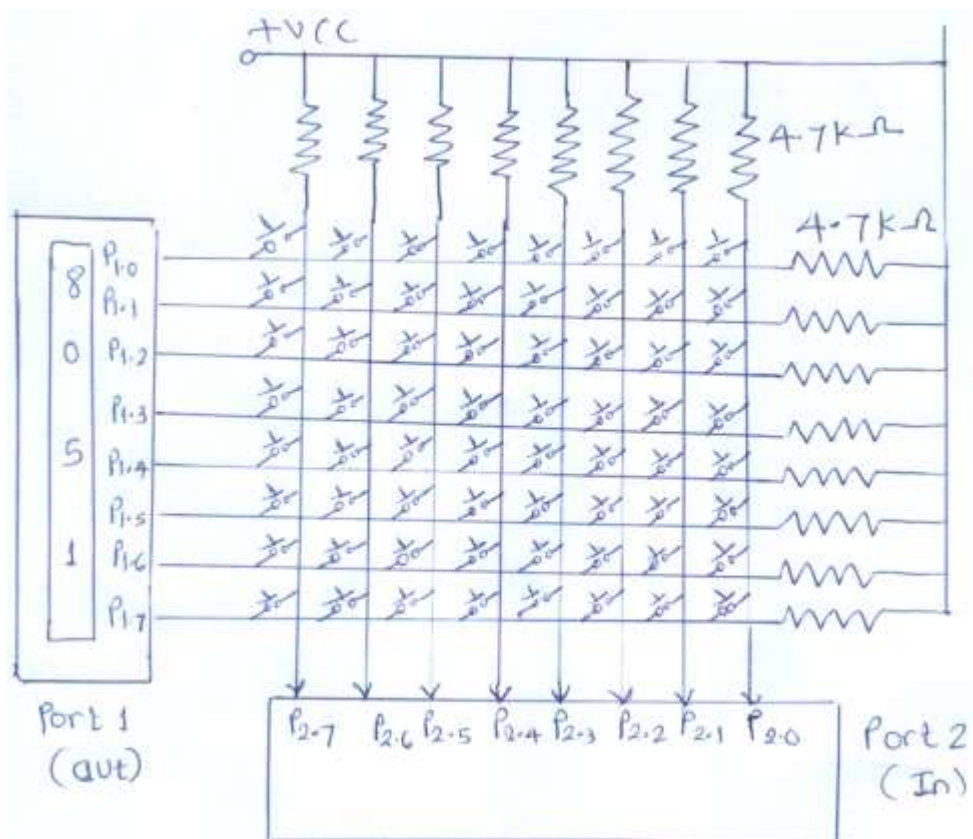 +VCC
4.7KΩ
4.7KΩ
P1.0
8
P1.1
0
P1.2
P1.3
5
P1.4
P1.5
1
P1.6
P1.7
Port 1
(out)
P2.7 P2.6 P2.5 P2.4 P2.3 P2.2 P2.1 P2.0
Port 2
(In)